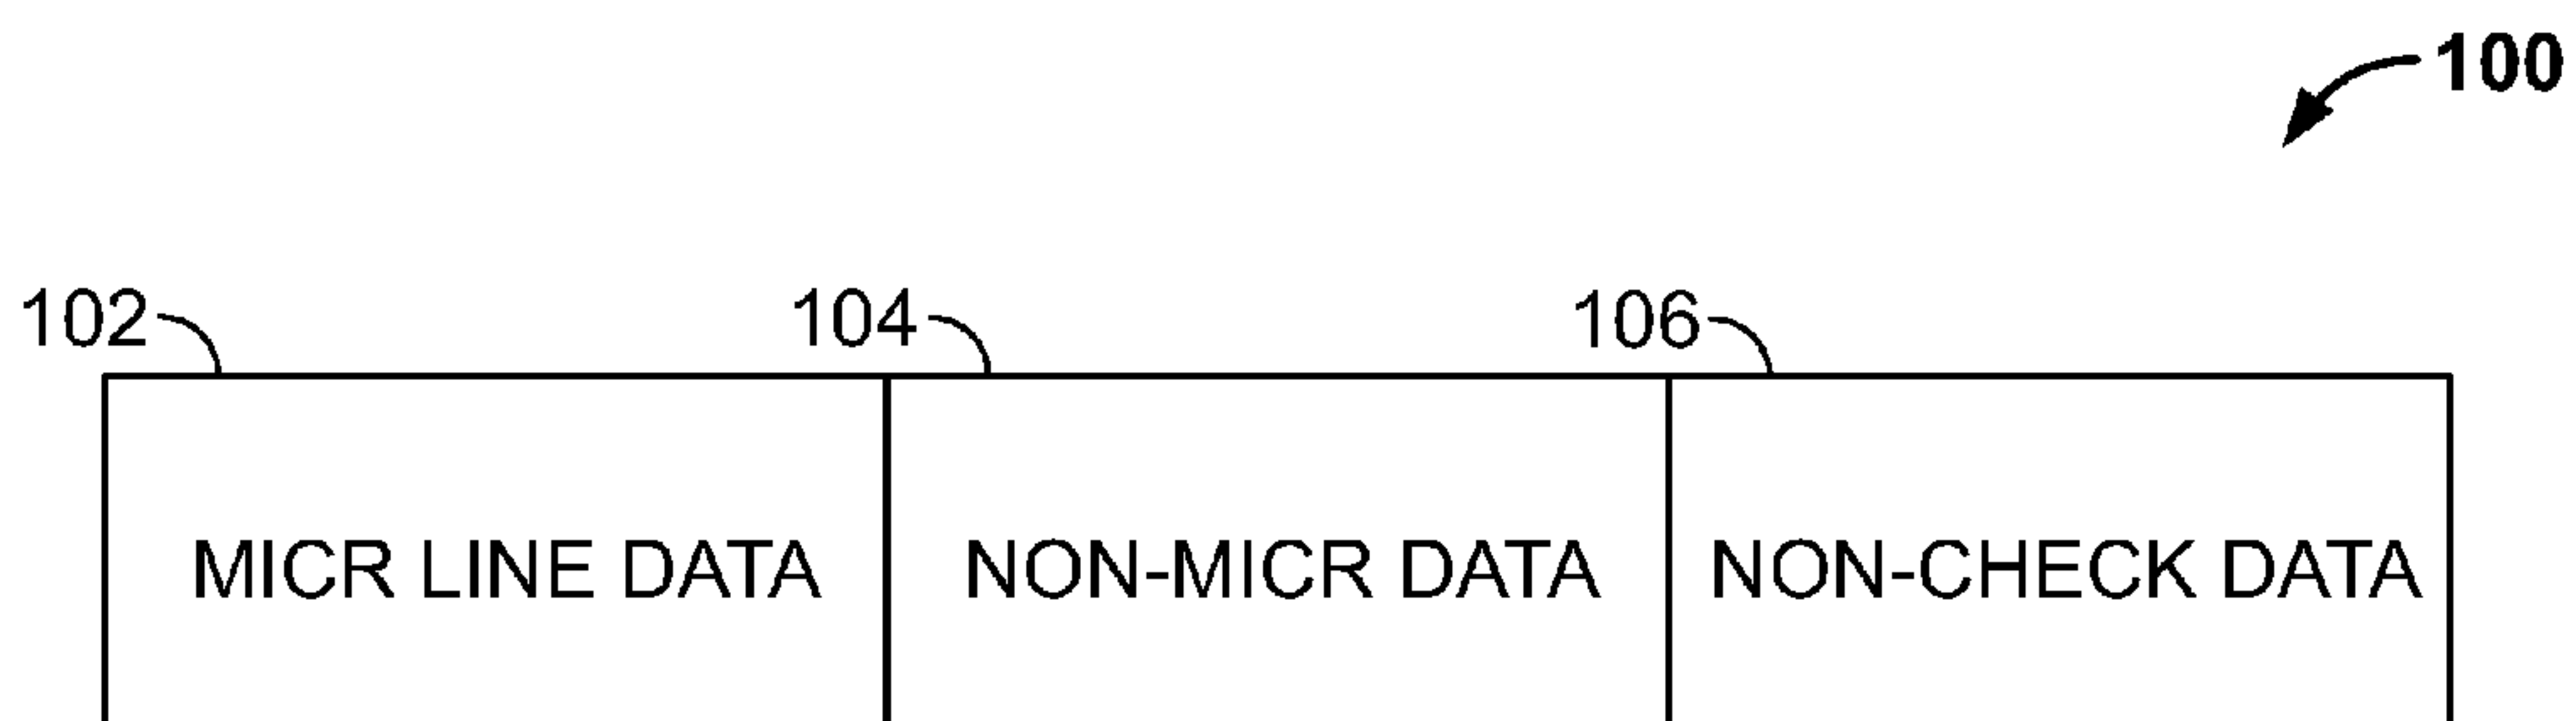 100
102 104 106
MICR LINE DATA NON-MICR DATA NON-CHECK DATA